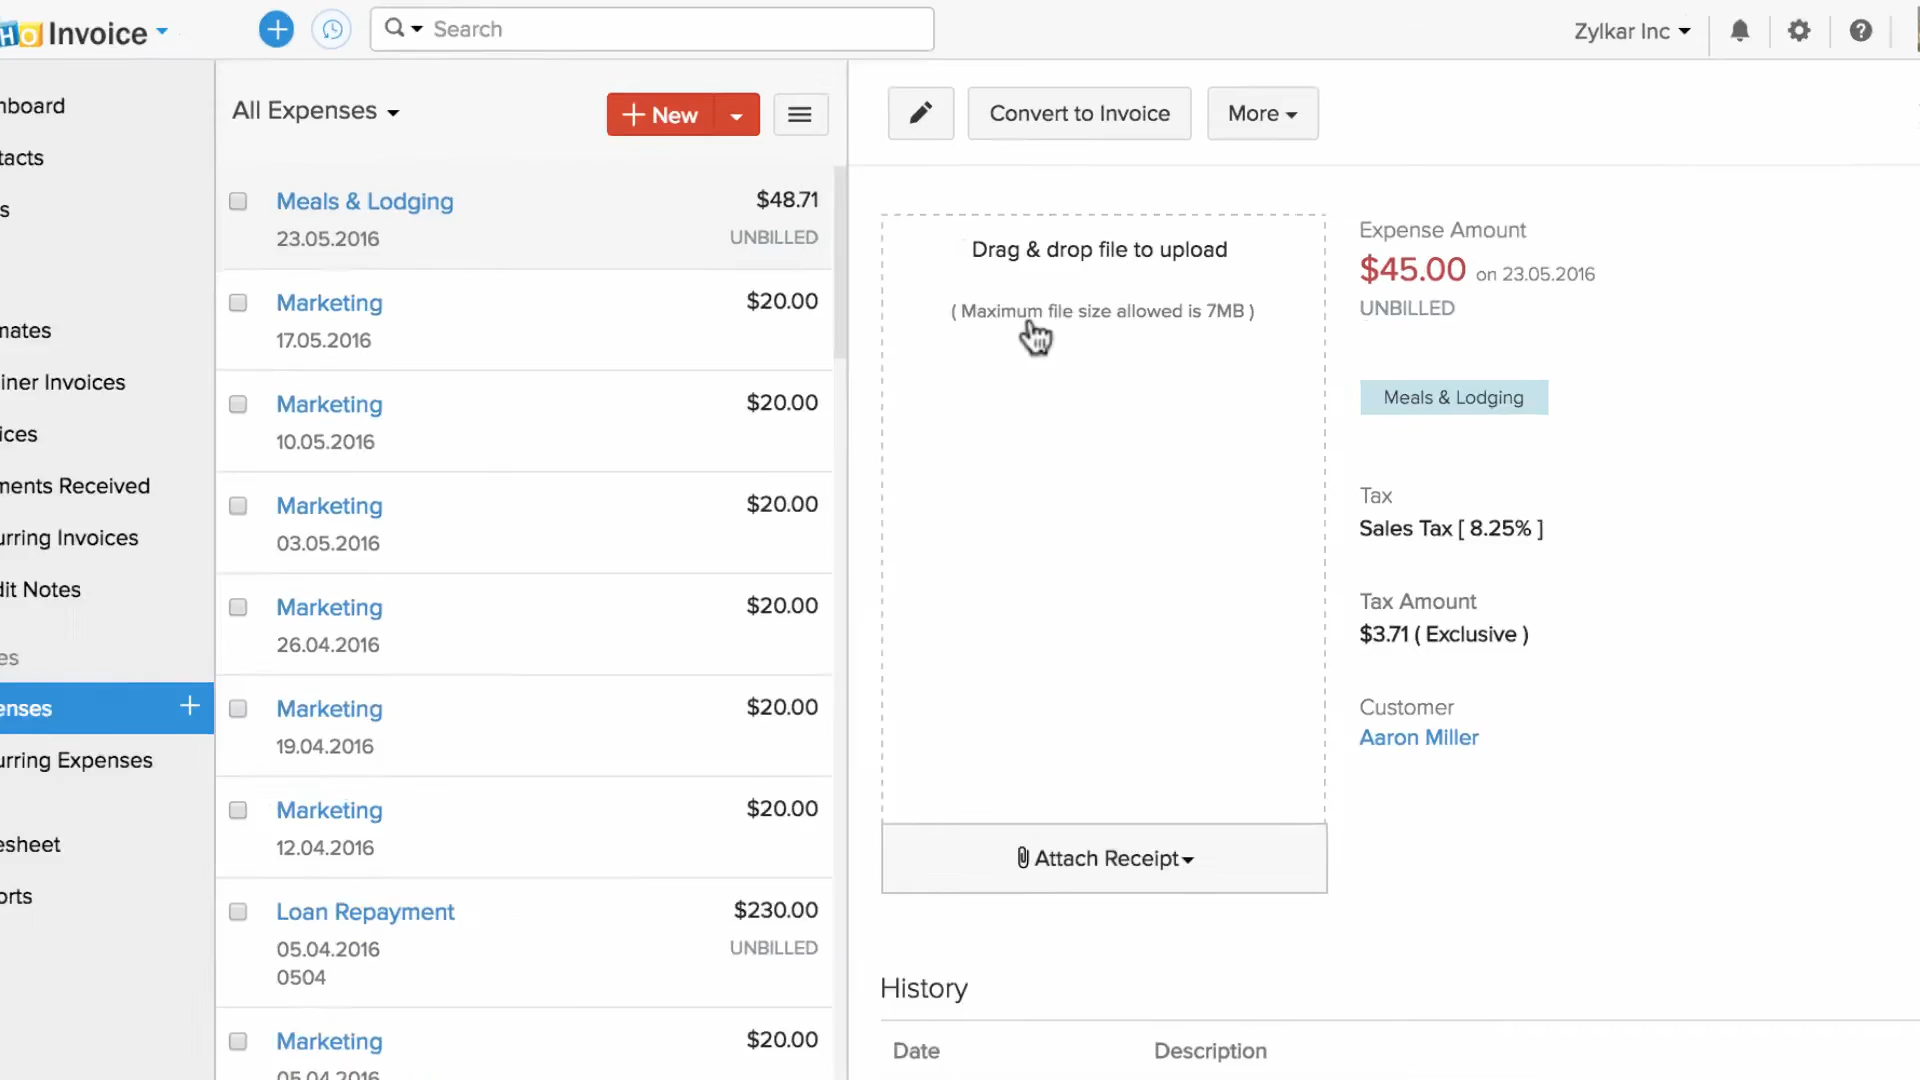 HO Invoice
Search
Zylkar Inc
hboard
tacts
s
mates
iner Invoices
ices
ments Received
urring Invoices
dit Notes
es
enses
urring Expenses
esheet
orts
All Expenses
New
Meals & Lodging
$48.71
23.05.2016
UNBILLED
Marketing
$20.00
17.05.2016
Marketing
$20.00
10.05.2016
Marketing
$20.00
03.05.2016
Marketing
$20.00
26.04.2016
Marketing
$20.00
19.04.2016
Marketing
$20.00
12.04.2016
Loan Repayment
$230.00
05.04.2016
UNBILLED
0504
Marketing
$20.00
05.04.2016
Convert to Invoice
More
Drag & drop file to upload
( Maximum file size allowed is 7MB )
Attach Receipt
Expense Amount
$45.00 on 23.05.2016
UNBILLED
Meals & Lodging
Tax
Sales Tax [ 8.25% ]
Tax Amount
$3.71 ( Exclusive )
Customer
Aaron Miller
History
Date
Description